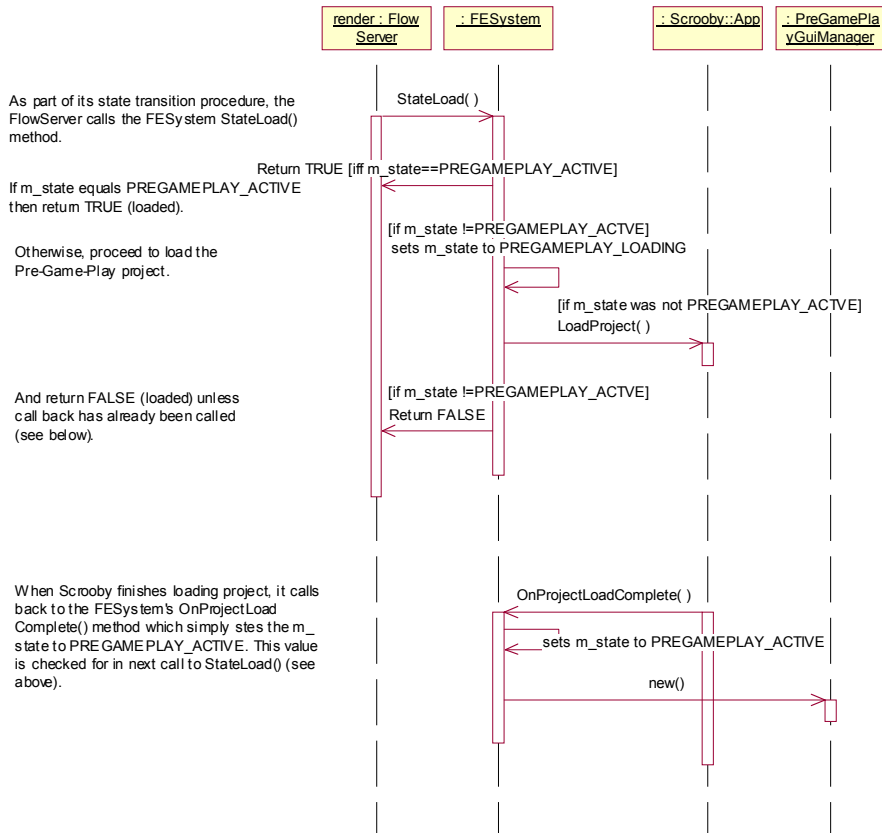 render : Flow
Server
: FESystem
: Scrooby::App
: PreGamePla
yGuiManager
As part of its state transition procedure, the
FlowServer calls the FESystem StateLoad()
method.
StateLoad( )
Return TRUE [iff m_state==PREGAMEPLAY_ACTIVE]
If m_state equals PREGAMEPLAY_ACTIVE
then return TRUE (loaded).
[if m_state !=PREGAMEPLAY_ACTVE]
sets m_state to PREGAMEPLAY_LOADING
Otherwise, proceed to load the
Pre-Game-Play project.
[if m_state was not PREGAMEPLAY_ACTVE]
LoadProject( )
And return FALSE (loaded) unless
call back has already been called
(see below).
[if m_state !=PREGAMEPLAY_ACTVE]
Return FALSE
When Scrooby finishes loading project, it calls
back to the FESystem's OnProjectLoad
Complete() method which simply stes the m_
state to PREGAMEPLAY_ACTIVE. This value
is checked for in next call to StateLoad() (see
above).
OnProjectLoadComplete( )
sets m_state to PREGAMEPLAY_ACTIVE
new()